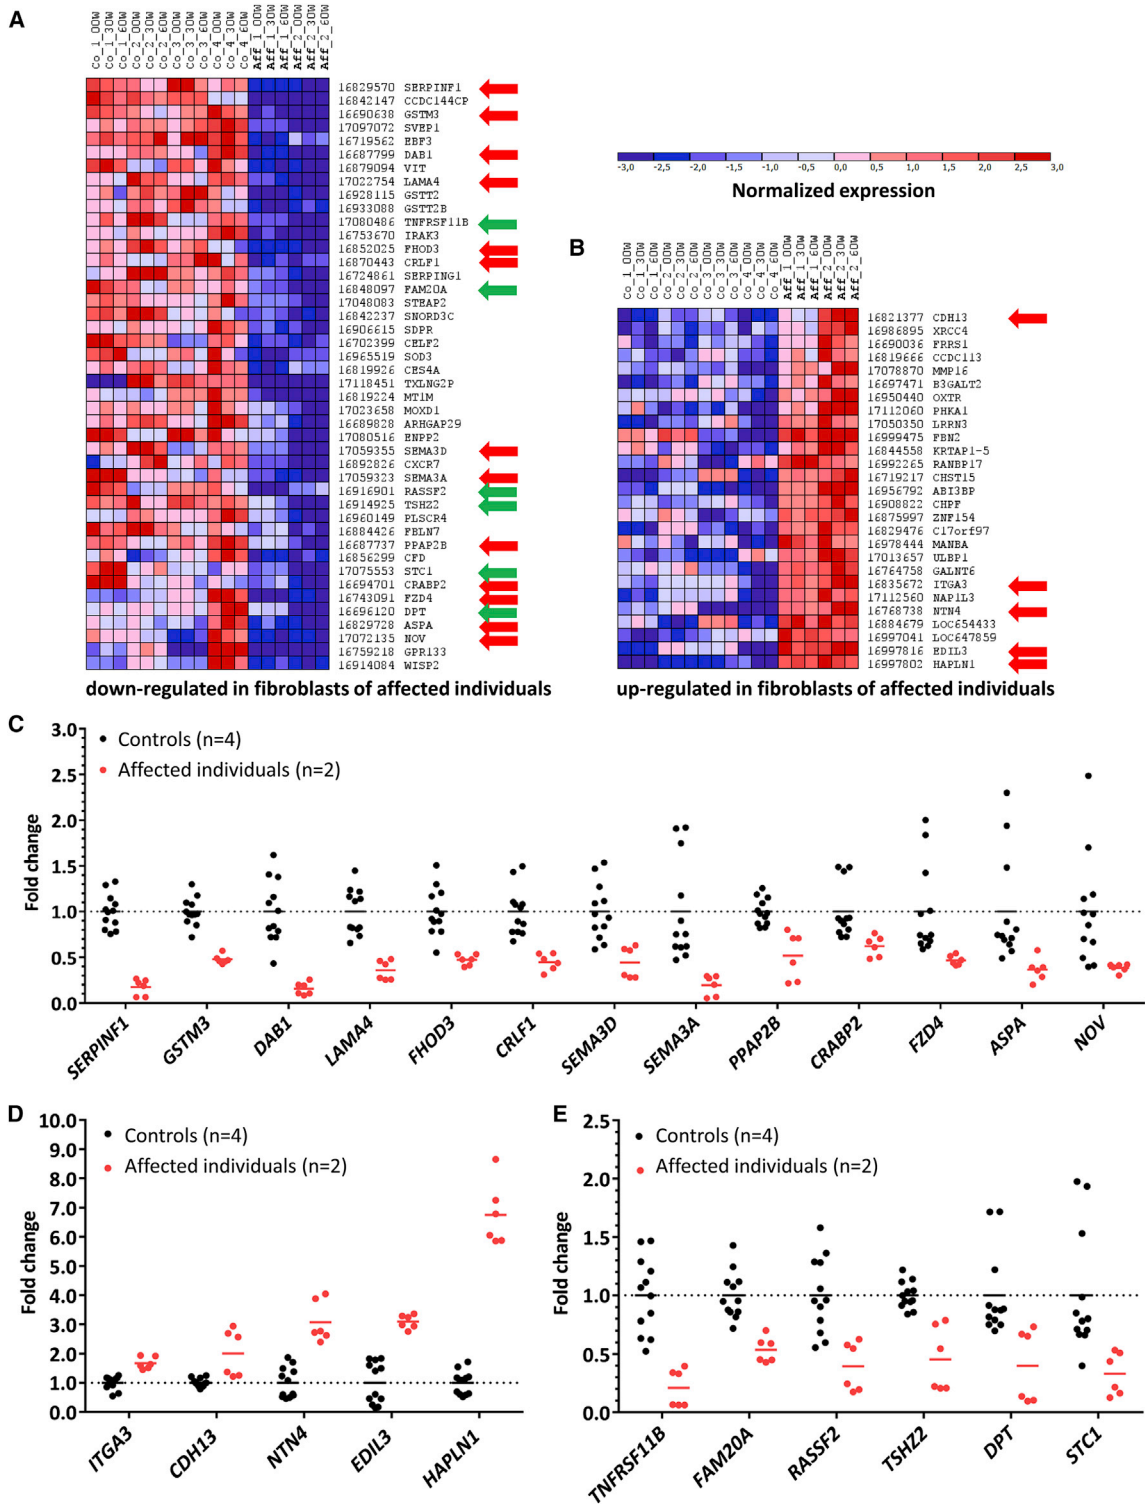 A
Co_1_00W
Co_1_30W
Co_1_60W
Co_2_00W
Co_2_30W
Co_2_60W
Co_3_00W
Co_3_30W
Co_3_60W
Co_4_00W
Co_4_30W
Co_4_60W
Aff_1_00W
Aff_1_30W
Aff_1_60W
Aff_2_00W
Aff_2_30W
Aff_2_60W
16829570 SERPINF1
16842147 CCDC144CP
16690638 GSTM3
17097072 SVEP1
16719562 EBF3
16687799 DAB1
16879094 VIT
17022754 LAMA4
16928115 GSTT2
16933088 GSTT2B
17080486 TNFRSF11B
16753670 IRAK3
16852025 FHOD3
16870443 CRLF1
16724861 SERPING1
16848097 FAM20A
17048083 STEAP2
16842237 SNORD3C
16906615 SDPR
16702399 CELF2
16965519 SOD3
16819926 CES4A
17118451 TXLNG2P
16819224 MT1M
17023658 MOXD1
16689828 ARHGAP29
17080516 ENPP2
17059355 SEMA3D
16892826 CXCR7
17059323 SEMA3A
16916901 RASSF2
16914925 TSHZ2
16960149 PLSCR4
16884426 FBLN7
16687737 PPAP2B
16856299 CFD
17075553 STC1
16694701 CRABP2
16743091 FZD4
16696120 DPT
16829728 ASPA
17072135 NOV
16759218 GPR133
16914084 WISP2
down-regulated in fibroblasts of affected individuals
-3,0 -2,5 -2,0 -1,5 -1,0 -0,5 0,0 0,5 1,0 1,5 2,0 2,5 3,0
Normalized expression
B
Co_1_00W
Co_1_30W
Co_1_60W
Co_2_00W
Co_2_30W
Co_2_60W
Co_3_00W
Co_3_30W
Co_3_60W
Co_4_00W
Co_4_30W
Co_4_60W
Aff_1_00W
Aff_1_30W
Aff_1_60W
Aff_2_00W
Aff_2_30W
Aff_2_60W
16821377 CDH13
16986895 XRCC4
16690036 FRRS1
16819666 CCDC113
17078870 MMP16
16697471 B3GALT2
16950440 OXTR
17112060 PHKA1
17050350 LRRN3
16999475 FBN2
16844558 KRTAP1-5
16992265 RANBP17
16719217 CHST15
16956792 ABI3BP
16908822 CHPF
16875997 ZNF154
16829476 C17orf97
16978444 MANBA
17013657 ULBP1
16764758 GALNT6
16835672 ITGA3
17112560 NAP1L3
16768738 NTN4
16884679 LOC654433
16997041 LOC647859
16997816 EDIL3
16997802 HAPLN1
up-regulated in fibroblasts of affected individuals
C
Fold change
3.0
2.5
2.0
1.5
1.0
0.5
0.0
Controls (n=4)
Affected individuals (n=2)
SERPINF1
GSTM3
DAB1
LAMA4
FHOD3
CRLF1
SEMA3D
SEMA3A
PPAP2B
CRABP2
FZD4
ASPA
NOV
D
Fold change
10.0
9.0
8.0
7.0
6.0
5.0
4.0
3.0
2.0
1.0
0.0
Controls (n=4)
Affected individuals (n=2)
ITGA3
CDH13
NTN4
EDIL3
HAPLN1
E
Fold change
2.5
2.0
1.5
1.0
0.5
0.0
Controls (n=4)
Affected individuals (n=2)
TNFRSF11B
FAM20A
RASSF2
TSHZ2
DPT
STC1